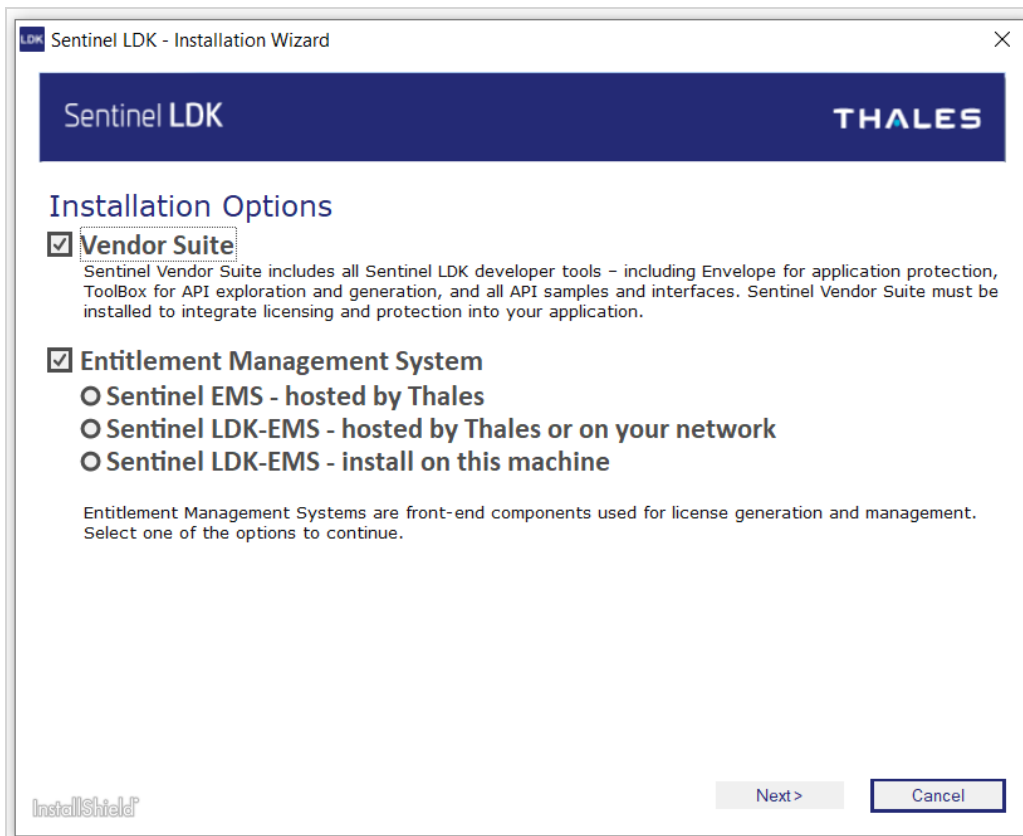 LDK Sentinel LDK - Installation Wizard
Sentinel LDK THALES
Installation Options
Vendor Suite
Sentinel Vendor Suite includes all Sentinel LDK developer tools – including Envelope for application protection,
ToolBox for API exploration and generation, and all API samples and interfaces. Sentinel Vendor Suite must be
installed to integrate licensing and protection into your application.
Entitlement Management System
Sentinel EMS - hosted by Thales
Sentinel LDK-EMS - hosted by Thales or on your network
Sentinel LDK-EMS - install on this machine
Entitlement Management Systems are front-end components used for license generation and management.
Select one of the options to continue.
InstallShield Next> Cancel